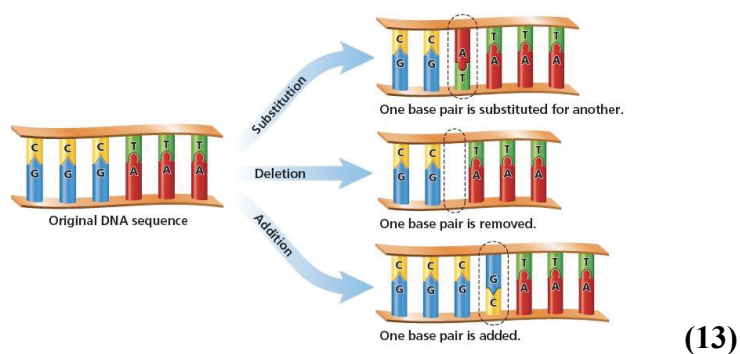 C C A T T T
G G T A A A
Substitution
One base pair is substituted for another.
C C C T T T
G G G A A A
Original DNA sequence
Deletion
C C T T T
G G A A A
One base pair is removed.
Addition
C C C G T T T
G G G C A A A
One base pair is added.
(13)